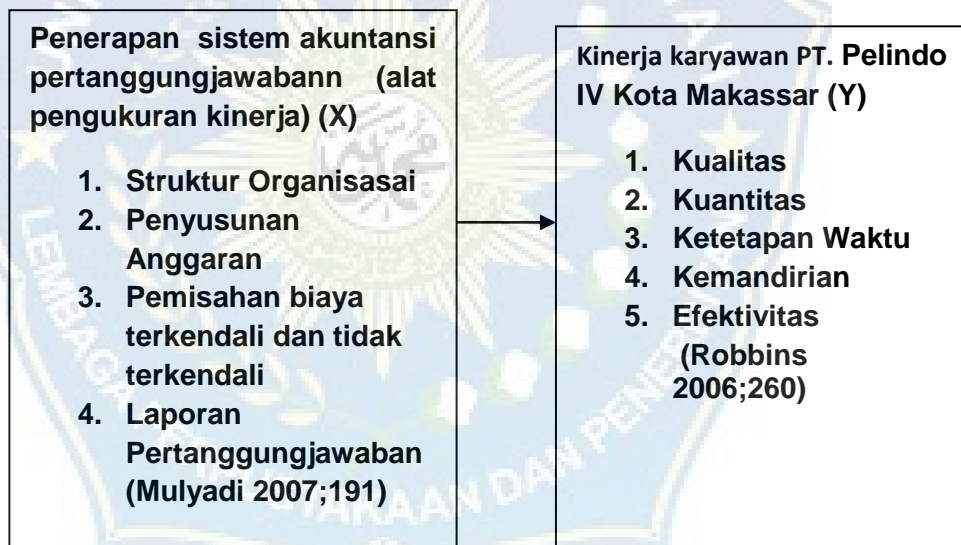 Penerapan sistem akuntansi
pertanggungjawabann (alat
pengukuran kinerja) (X)
1. Struktur Organisasai
2. Penyusunan
Anggaran
3. Pemisahan biaya
terkendali dan tidak
terkendali
4. Laporan
Pertanggungjawaban
(Mulyadi 2007;191)
Kinerja karyawan PT. Pelindo
IV Kota Makassar (Y)
1. Kualitas
2. Kuantitas
3. Ketetapan Waktu
4. Kemandirian
5. Efektivitas
(Robbins
2006;260)